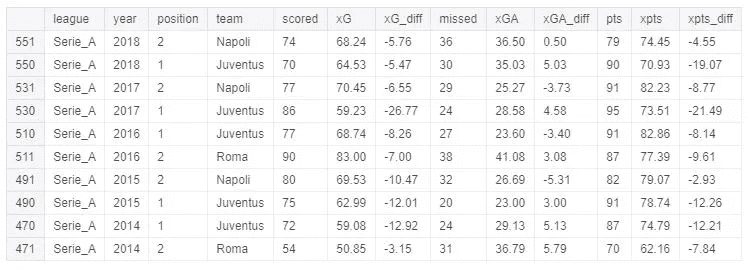 league year position team scored xG xG_diff missed xGA xGA_diff pts xpts xpts_diff
551 Serie_A 2018 2 Napoli 74 68.24 -5.76 36 36.50 0.50 79 74.45 -4.55
550 Serie_A 2018 1 Juventus 70 64.53 -5.47 30 35.03 5.03 90 70.93 -19.07
531 Serie_A 2017 2 Napoli 77 70.45 -6.55 29 25.27 -3.73 91 82.23 -8.77
530 Serie_A 2017 1 Juventus 86 59.23 -26.77 24 28.58 4.58 95 73.51 -21.49
510 Serie_A 2016 1 Juventus 77 68.74 -8.26 27 23.60 -3.40 91 82.86 -8.14
511 Serie_A 2016 2 Roma 90 83.00 -7.00 38 41.08 3.08 87 77.39 -9.61
491 Serie_A 2015 2 Napoli 80 69.53 -10.47 32 26.69 -5.31 82 79.07 -2.93
490 Serie_A 2015 1 Juventus 75 62.99 -12.01 20 23.00 3.00 91 78.74 -12.26
470 Serie_A 2014 1 Juventus 72 59.08 -12.92 24 29.13 5.13 87 74.79 -12.21
471 Serie_A 2014 2 Roma 54 50.85 -3.15 31 36.79 5.79 70 62.16 -7.84